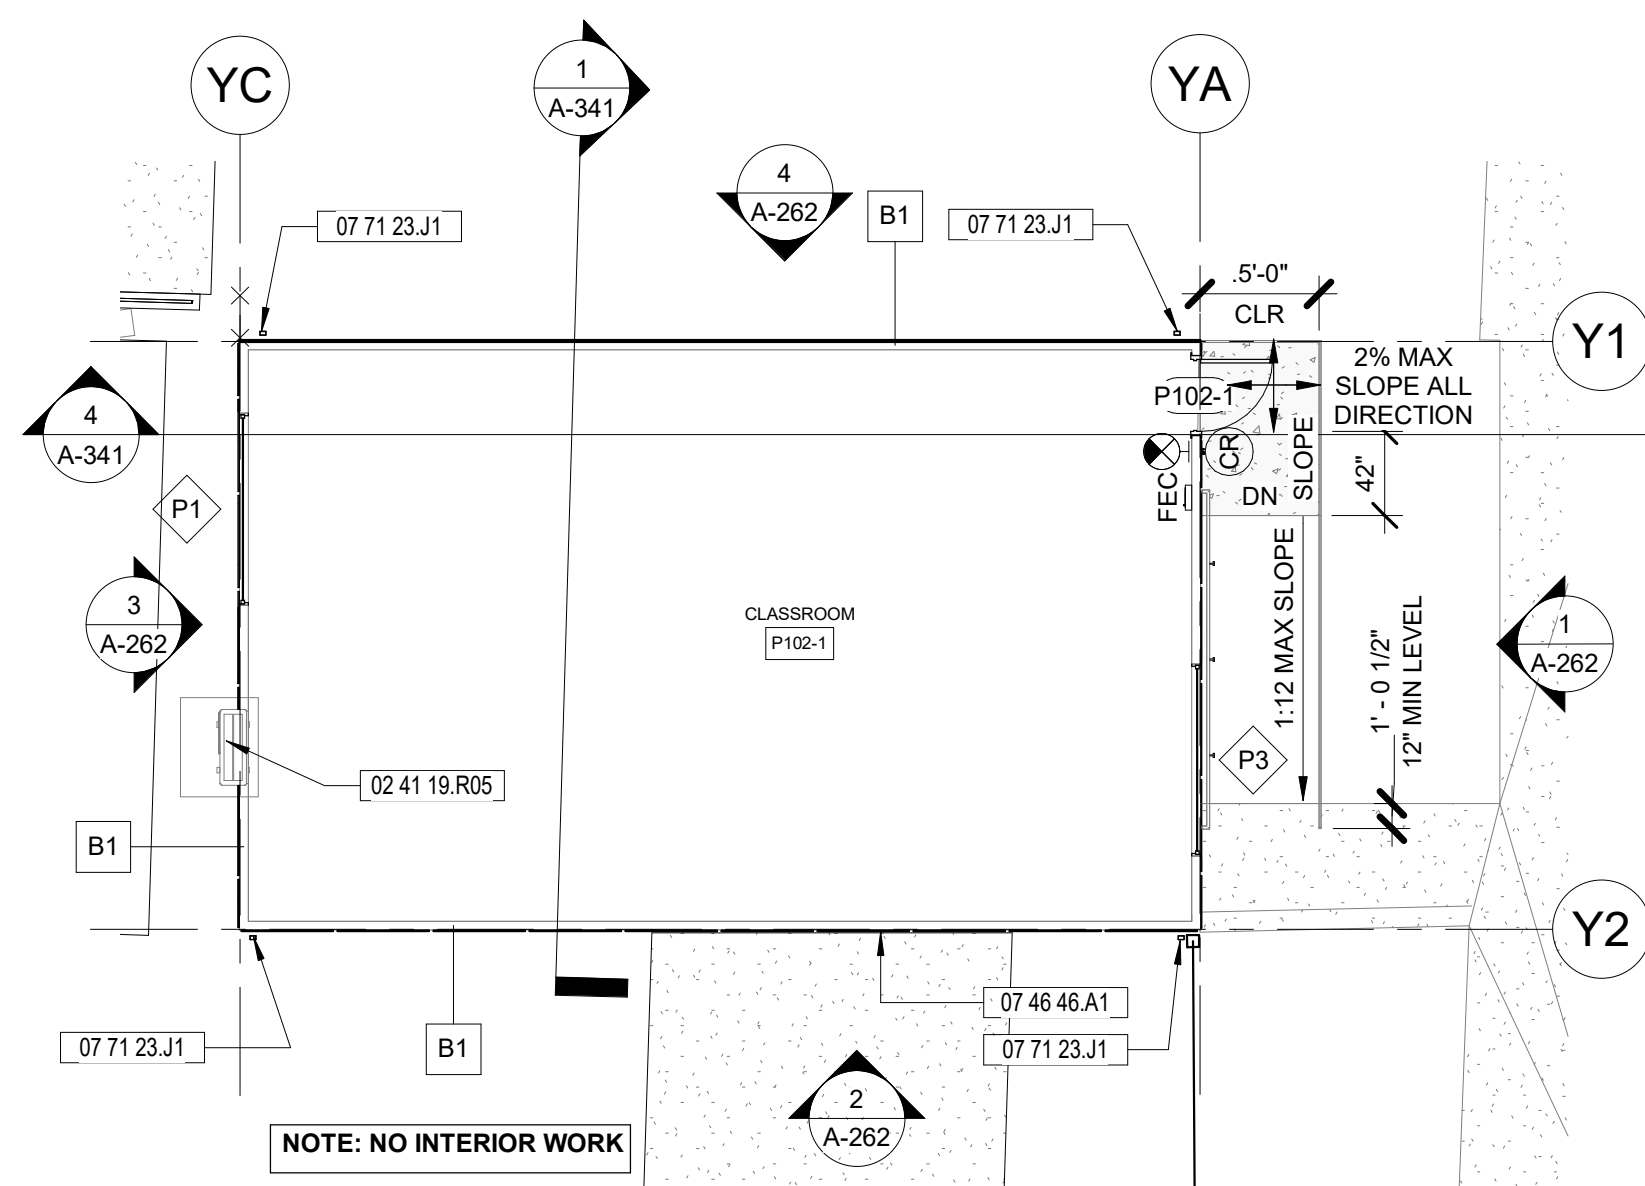 YC
1
A-341
YA
4
A-262
B1
07 71 23.J1
07 71 23.J1
.5'-0"
CLR
Y1
2% MAX
SLOPE ALL
DIRECTION
P102-1
4
A-341
P1
CR
FEC
DN
SLOPE
42"
3
A-262
CLASSROOM
P102-1
1:12 MAX SLOPE
1' - 0 1/2"
12" MIN LEVEL
1
A-262
P3
02 41 19.R05
B1
Y2
07 46 46.A1
07 71 23.J1
B1
07 71 23.J1
2
A-262
NOTE: NO INTERIOR WORK